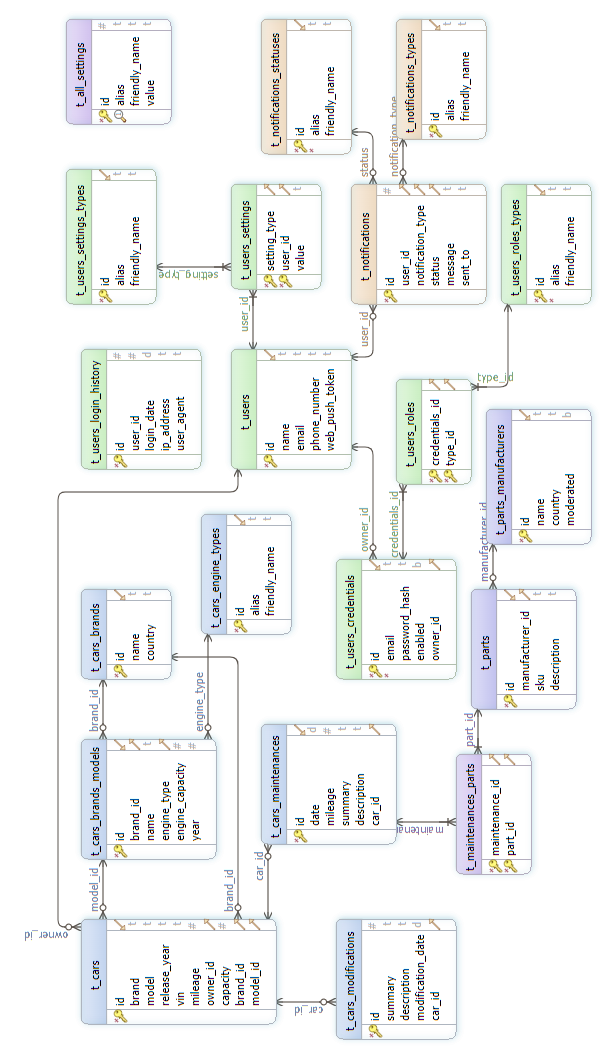 t_all_settings
id
alias
friendly_name
value
t_users_settings_types
id
alias
friendly_name
t_users_login_history
id
user_id
login_date
ip_address
user_agent
t_cars_brands
id
name
country
t_cars_brands_models
id
brand_id
name
engine_type
engine_capacity
year
t_cars
id
brand
model
release_year
vin
mileage
owner_id
capacity
brand_id
model_id
t_notifications_statuses
id
alias
friendly_name
t_users_settings
setting_type
user_id
value
t_users
id
name
email
phone_number
web_push_token
t_cars_engine_types
id
alias
friendly_name
t_cars_maintenances
id
date
mileage
summary
description
car_id
t_cars_modifications
id
summary
description
modification_date
car_id
t_notifications_types
id
alias
friendly_name
t_notifications
id
user_id
notification_type
status
message
sent_to
t_users_roles
credentials_id
type_id
t_users_credentials
id
email
password_hash
enabled
owner_id
t_maintenances_parts
maintenance_id
part_id
t_users_roles_types
id
alias
friendly_name
t_parts_manufacturers
id
name
country
moderated
t_parts
id
manufacturer_id
sku
description
setting_type
user_id
status
notification_type
user_id
type_id
owner_id
credentials_id
manufacturer_id
part_id
brand_id
engine_type
model_id
brand_id
owner_id
car_id
car_id